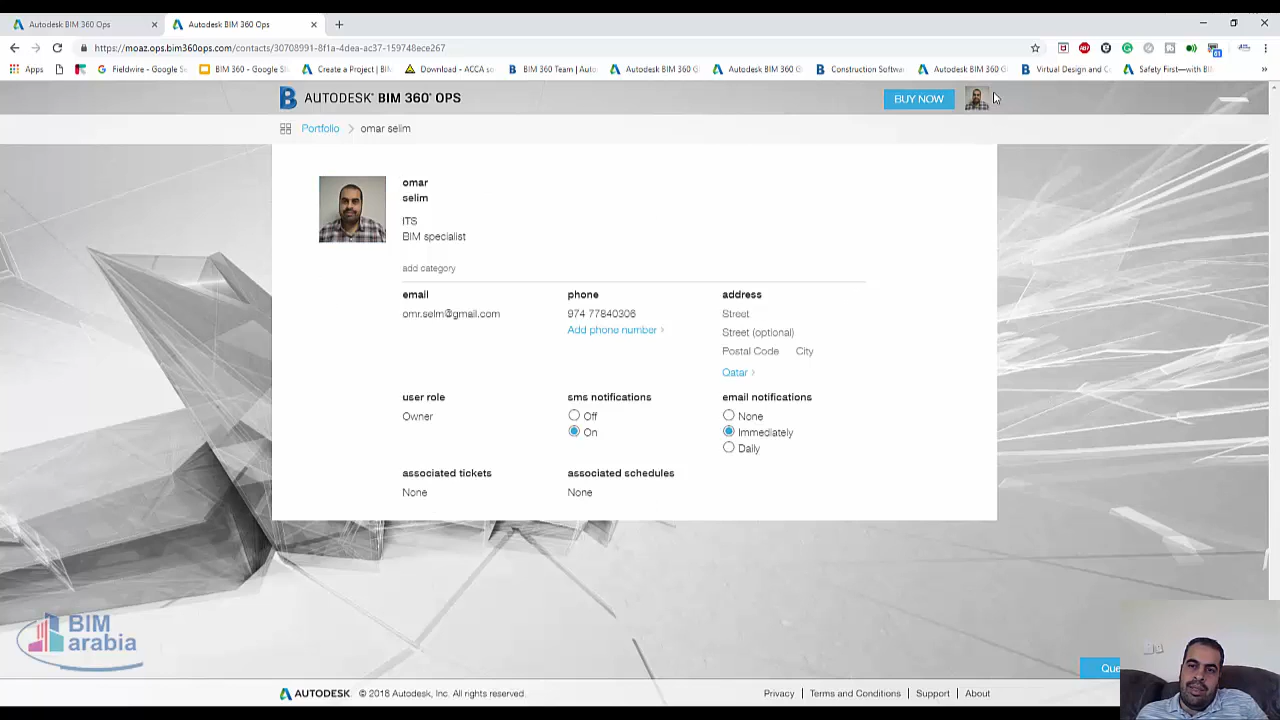 Autodesk BIM 360 Ops
Autodesk BIM 360 Ops
https://moaz.ops.bim360ops.com/contacts/30708991-8f1a-4dea-ac37-159748ece267
Apps Fieldwire - Google S BIM 360 - Google Sl Create a Project | BIM Download - ACCA so BIM 360 Team | Auto Autodesk BIM 360 G Autodesk BIM 360 G Construction Softwa Autodesk BIM 360 Gl Virtual Design and Co Safety First—with BIM
AUTODESK® BIM 360® OPS
BUY NOW
Portfolio > omar selim
omar
selim
ITS
BIM specialist
add category
email phone address
omr.selm@gmail.com 974 77840306 Street
Add phone number >
Street (optional)
Postal Code City
Qatar >
user role sms notifications email notifications
Owner Off None
On Immediately
Daily
associated tickets associated schedules
None None
BIM
arabia
Que
AUTODESK. © 2018 Autodesk, Inc. All rights reserved.
Privacy | Terms and Conditions | Support | About